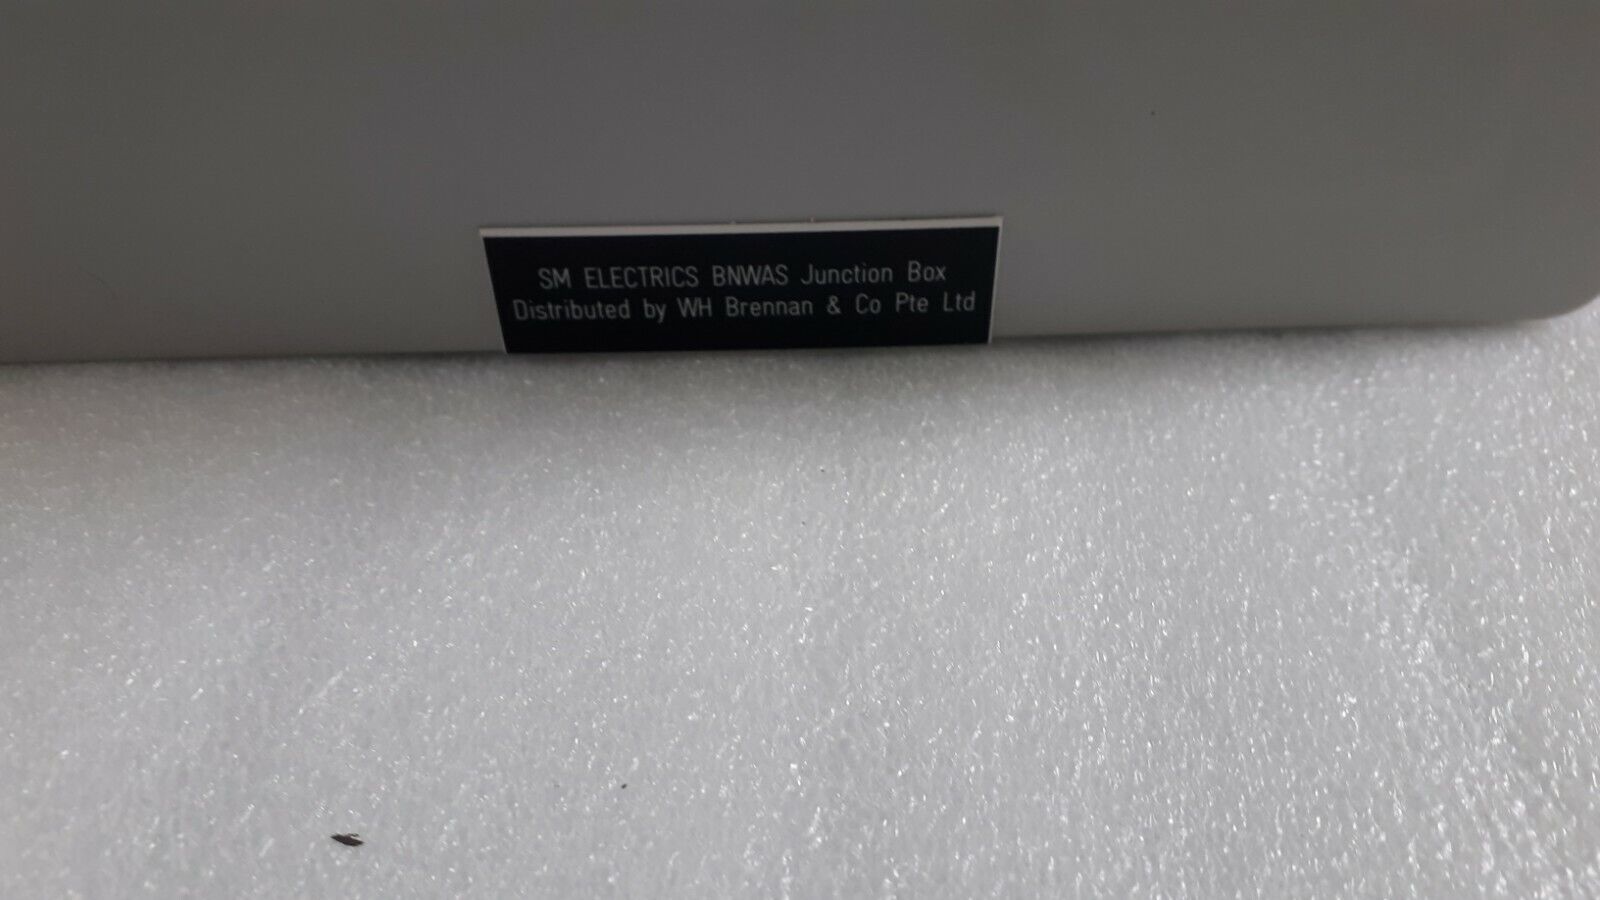 SM ELECTRICS BNWAS Junction Box
Distributed by WH Brennan & Co Pte Ltd